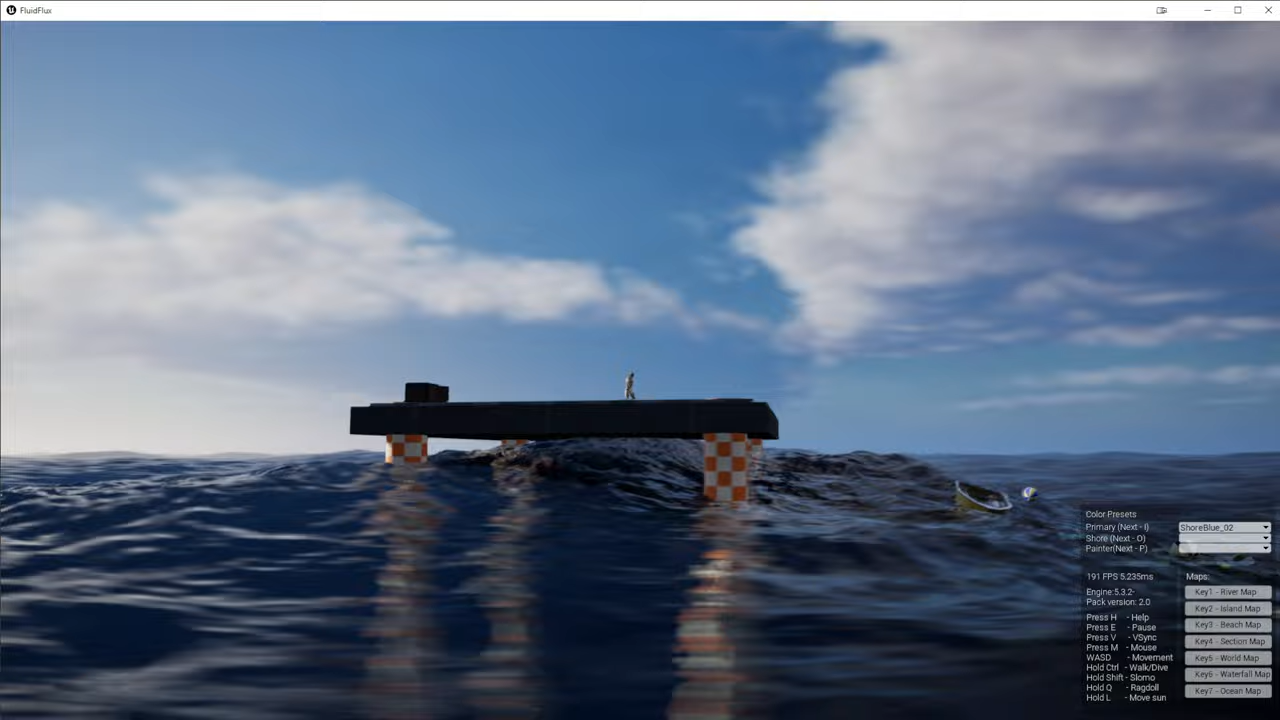 FluidFlux
Color Presets
Primary (Next - I) ShoreBlue_02
Shore (Next - O)
Painter(Next - P)
191 FPS 5.235ms
Engine:5.3.2-
Pack version: 2.0
Press H - Help
Press E - Pause
Press V - VSync
Press M - Mouse
WASD - Movement
Hold Ctrl - Walk/Dive
Hold Shift - Slomo
Hold Q - Ragdoll
Hold L - Move sun
Maps:
Key1 - River Map
Key2 - Island Map
Key3 - Beach Map
Key4 - Section Map
Key5 - World Map
Key6 - Waterfall Map
Key7 - Ocean Map